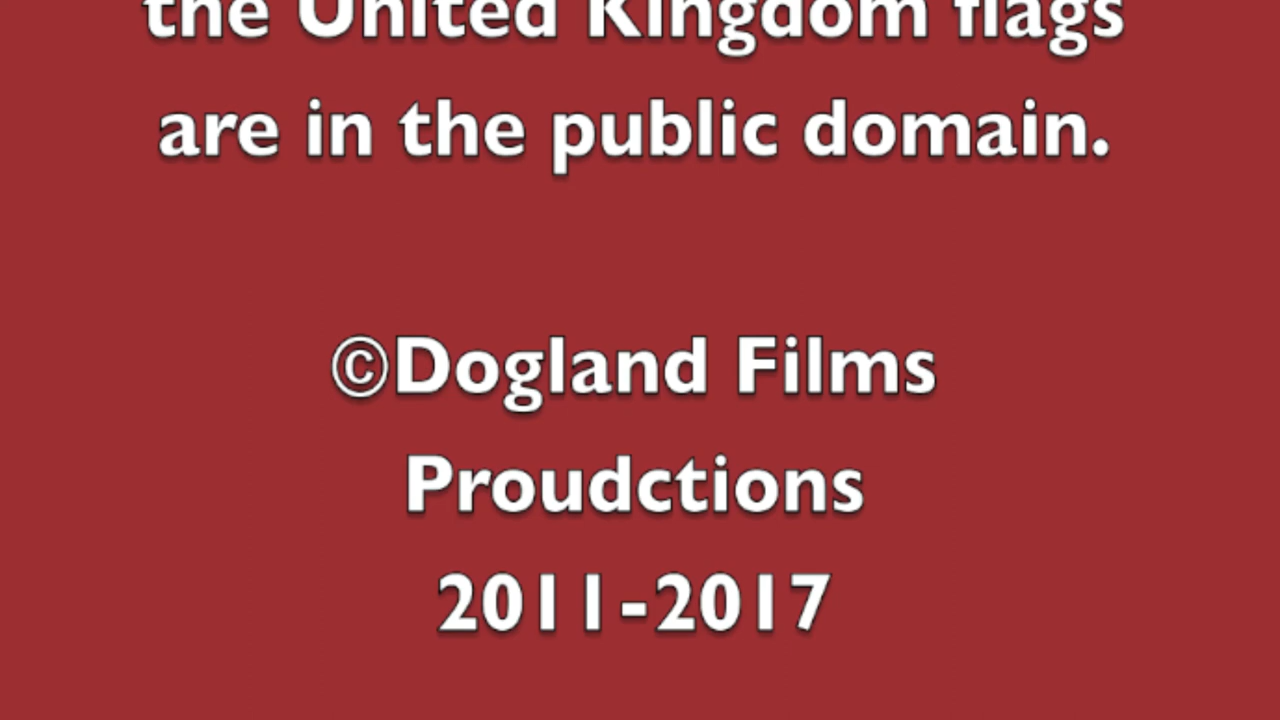 the United Kingdom flags
are in the public domain.
©Dogland Films
Proudctions
2011-2017